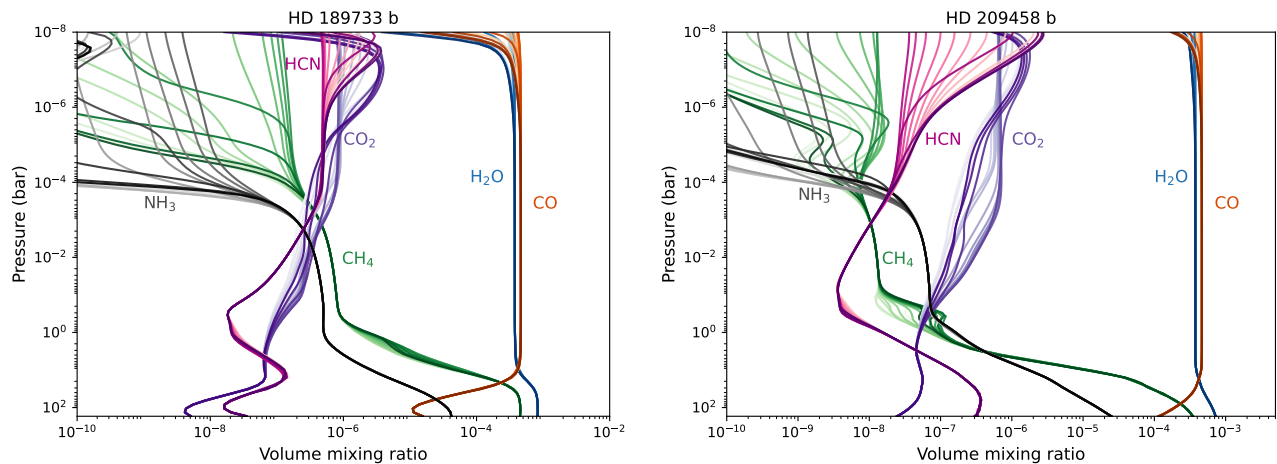 HD 189733 b
HD 209458 b
10⁻⁸
10⁻⁶
10⁻⁴
10⁻²
10⁰
10²
Pressure (bar)
HCN
CO₂
H₂O
CO
NH₃
CH₄
10⁻¹⁰
10⁻⁸
10⁻⁶
10⁻⁴
10⁻²
Volume mixing ratio
10⁻⁸
10⁻⁶
10⁻⁴
10⁻²
10⁰
10²
Pressure (bar)
HCN
CO₂
H₂O
NH₃
CO
CH₄
10⁻¹⁰
10⁻⁹
10⁻⁸
10⁻⁷
10⁻⁶
10⁻⁵
10⁻⁴
10⁻³
Volume mixing ratio